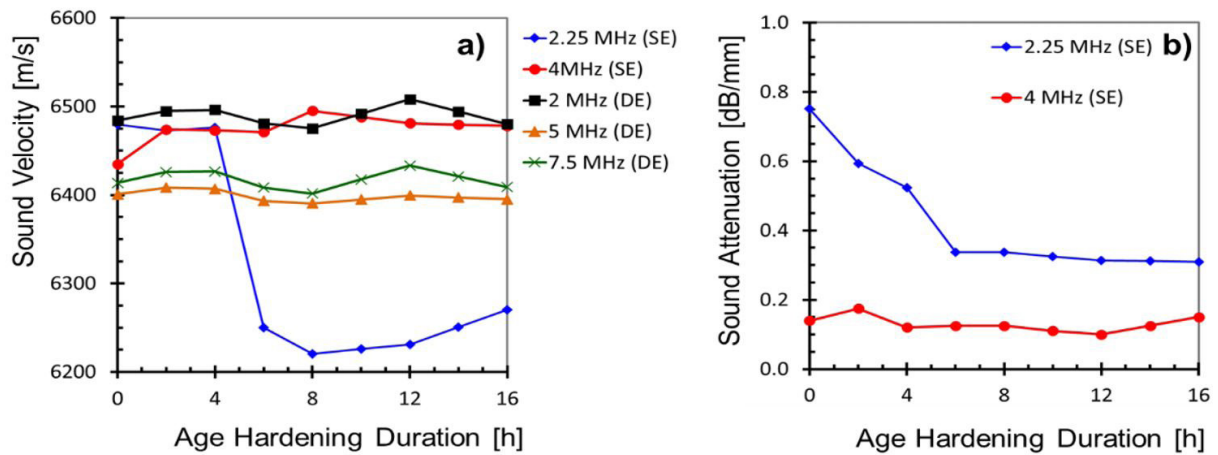 a)
Sound Velocity [m/s]
6600
6500
6400
6300
6200
0 4 8 12 16
Age Hardening Duration [h]
2.25 MHz (SE)
4MHz (SE)
2 MHz (DE)
5 MHz (DE)
7.5 MHz (DE)
b)
Sound Attenuation [dB/mm]
1.0
0.8
0.6
0.4
0.2
0.0
0 4 8 12 16
Age Hardening Duration [h]
2.25 MHz (SE)
4 MHz (SE)